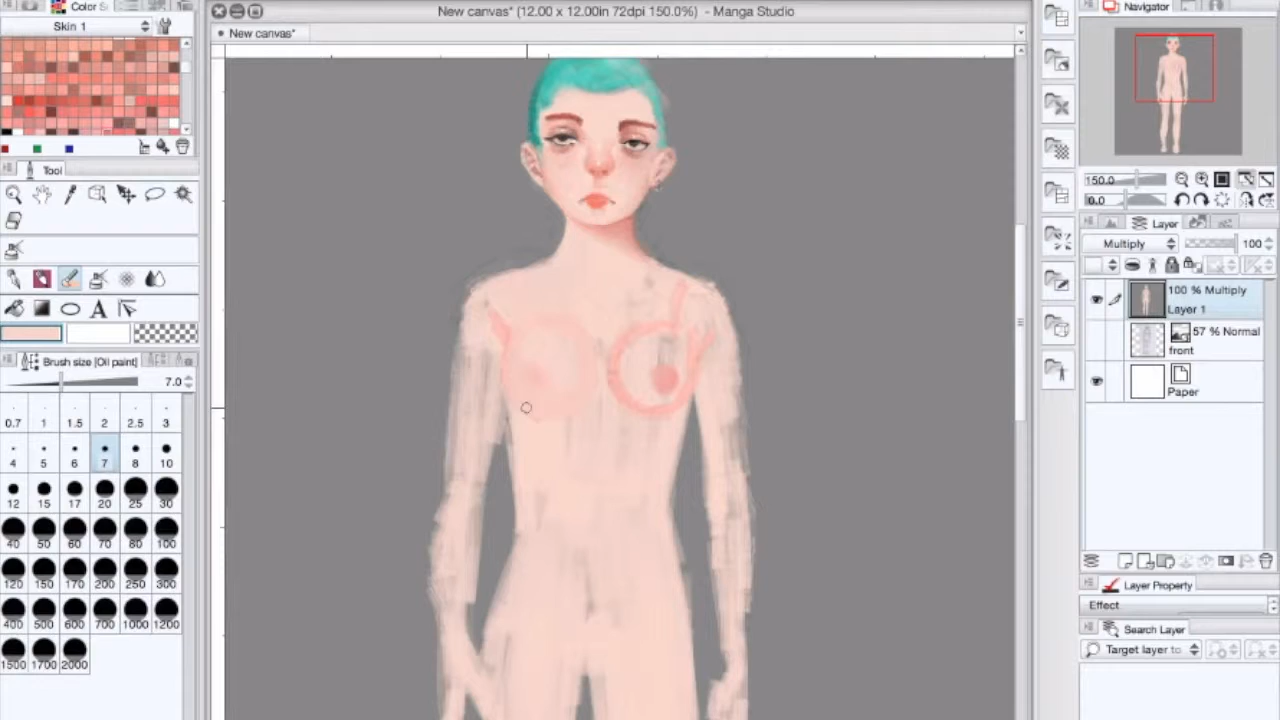 Color S
Skin 1
New canvas* (12.00 x 12.00in 72dpi 150.0%) - Manga Studio
New canvas*
Navigator
150.0
0.0
Tool
A
Brush size [Oil paint]
7.0
0.7 1 1.5 2 2.5 3
4 5 6 7 8 10
12 15 17 20 25 30
40 50 60 70 80 100
120 150 170 200 250 300
400 500 600 700 1000 1200
1500 1700 2000
Layer
Multiply 100
100 % Multiply
Layer 1
57 % Normal
front
Paper
Layer Property
Effect
Search Layer
Target layer to